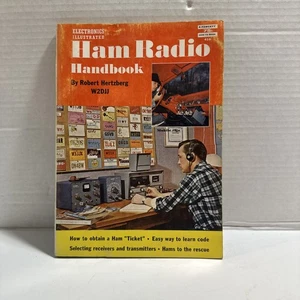 ELECTRONICS ILLUSTRATED
Ham Radio
Handbook
By Robert Hertzberg
W2DJJ
How to obtain a Ham "Ticket" • Easy way to learn code
Selecting receivers and transmitters • Hams to the rescue